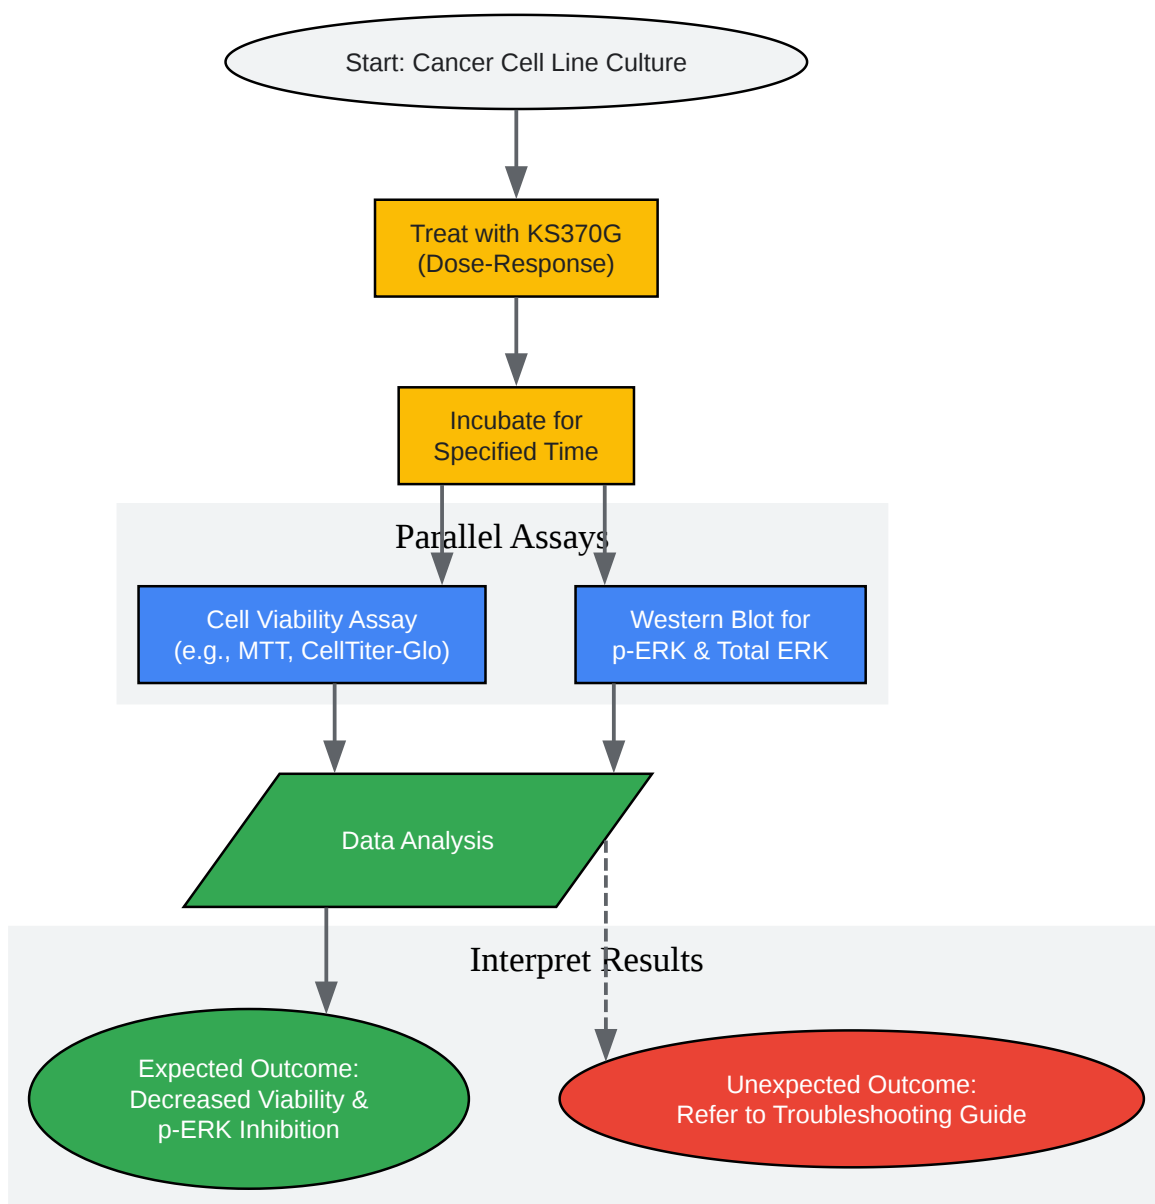 Start: Cancer Cell Line Culture
Treat with KS370G
(Dose-Response)
Incubate for
Specified Time
Parallel Assays
Cell Viability Assay
(e.g., MTT, CellTiter-Glo)
Western Blot for
p-ERK & Total ERK
Data Analysis
Interpret Results
Expected Outcome:
Decreased Viability &
p-ERK Inhibition
Unexpected Outcome:
Refer to Troubleshooting Guide